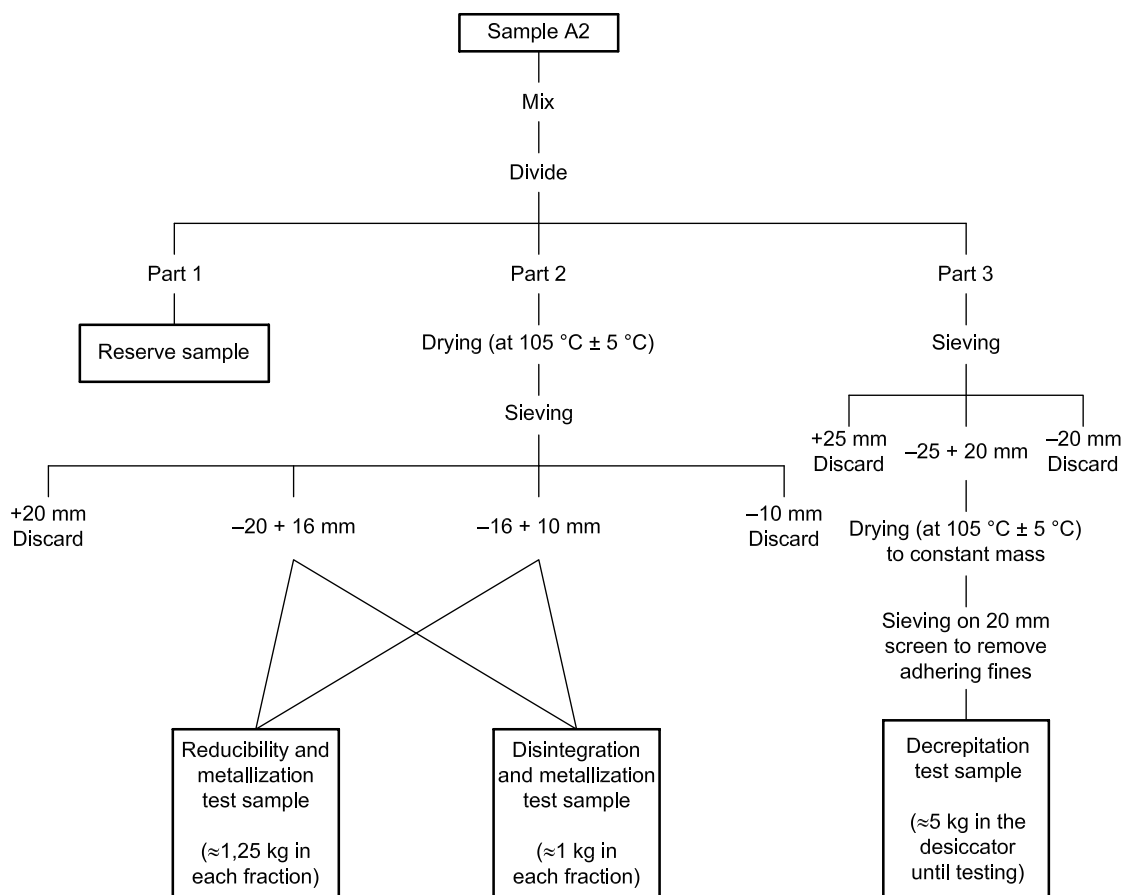 Sample A2
Mix
Divide
Part 1
Part 2
Part 3
Reserve sample
Drying (at 105 °C ± 5 °C)
Sieving
Sieving
+25 mm
Discard
–25 + 20 mm
–20 mm
Discard
+20 mm
Discard
–20 + 16 mm
–16 + 10 mm
–10 mm
Discard
Drying (at 105 °C ± 5 °C)
to constant mass
Sieving on 20 mm
screen to remove
adhering fines
Reducibility and
metallization
test sample
(≈1,25 kg in
each fraction)
Disintegration
and metallization
test sample
(≈1 kg in
each fraction)
Decrepitation
test sample
(≈5 kg in the
desiccator
until testing)